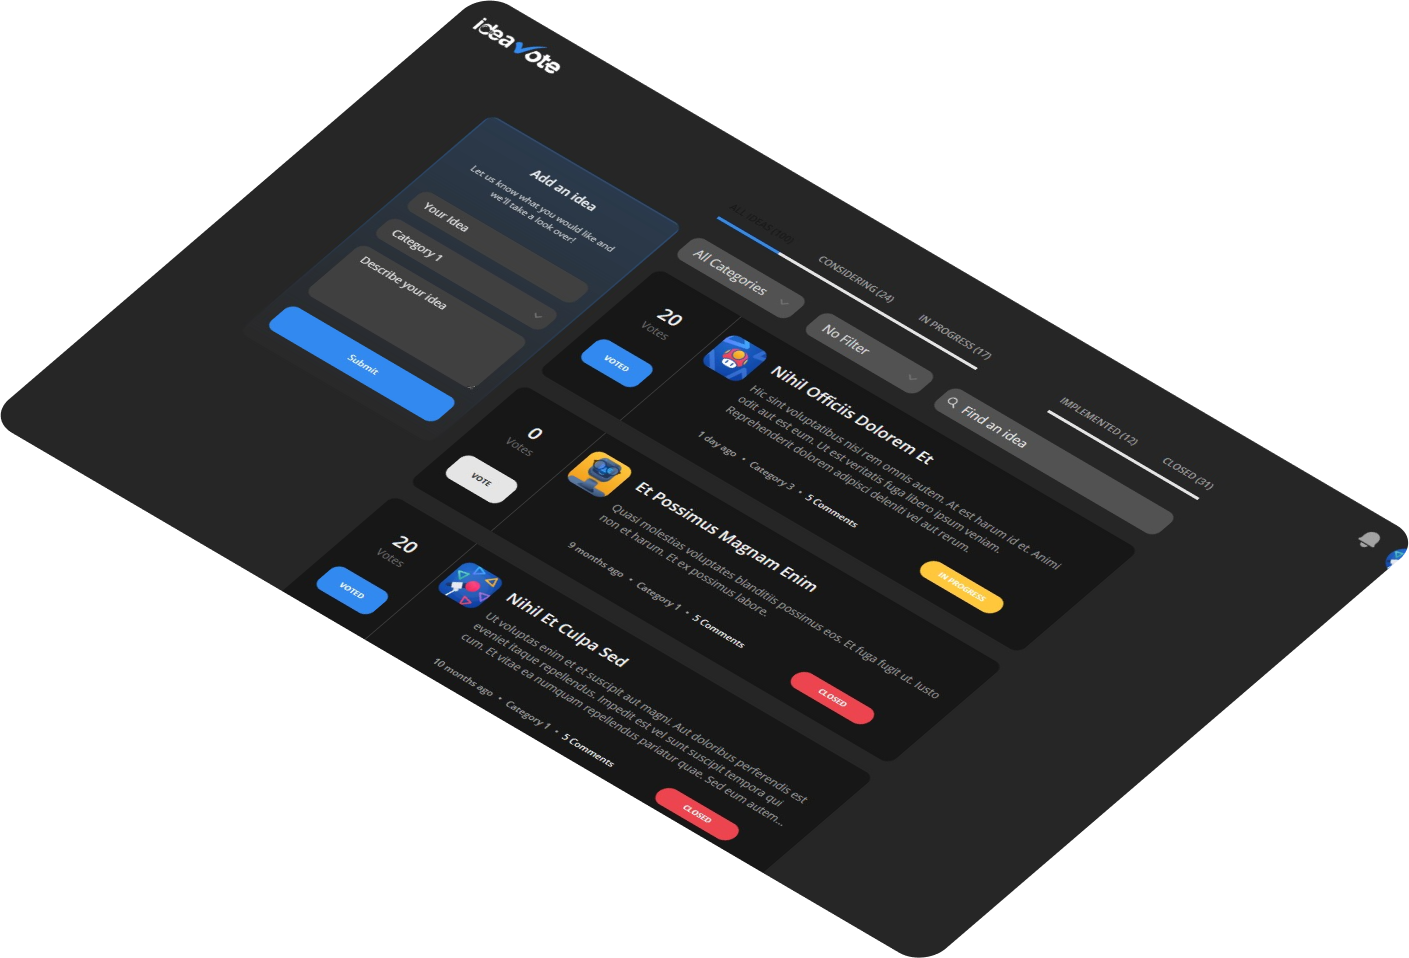 ideavote
Add an idea
Let us know what you would like and
we'll take a look over!
Your Idea
Category 1
Describe your idea
Submit
ALL IDEAS
CONSIDERING (24)
IN PROGRESS (17)
IMPLEMENTED (12)
CLOSED (31)
All Categories
No Filter
Find an idea
20
Votes
VOTED
Nihil Officiis Dolorem Et
Hic sint voluptatibus nisi rem omnis autem. At est harum id et. Animi
odit aut est eum. Ut est veritatis fuga libero ipsum veniam.
Reprehenderit dolorem adipisci deleniti vel aut rerum.
1 day ago • Category 3 • 5 Comments
IN PROGRESS
0
Votes
VOTE
Et Possimus Magnam Enim
Quasi molestias voluptates blanditiis possimus eos. Et fuga fugit ut. Iusto
non et harum. Et ex possimus labore.
9 months ago • Category 1 • 5 Comments
CLOSED
20
Votes
VOTED
Nihil Et Culpa Sed
Ut voluptas enim et et suscipit aut magni. Aut doloribus perferendis est
eveniet itaque repellendus. Impedit est vel sunt suscipit tempora qui
cum. Et vitae ea numquam repellendus pariatur quae. Sed eum autem...
10 months ago • Category 1 • 5 Comments
CLOSED